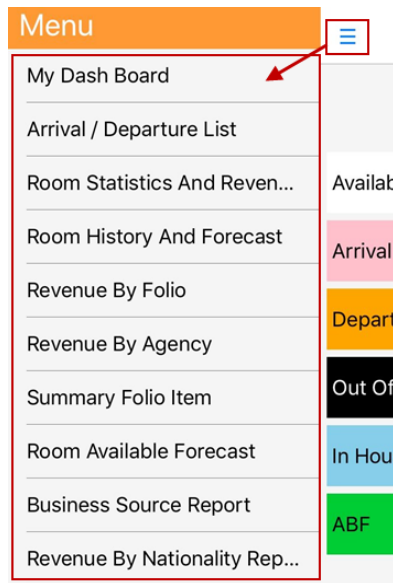 Menu
My Dash Board
Arrival / Departure List
Room Statistics And Reven...
Room History And Forecast
Revenue By Folio
Revenue By Agency
Summary Folio Item
Room Available Forecast
Business Source Report
Revenue By Nationality Rep...
Availab
Arrival
Depart
Out Of
In Hou
ABF